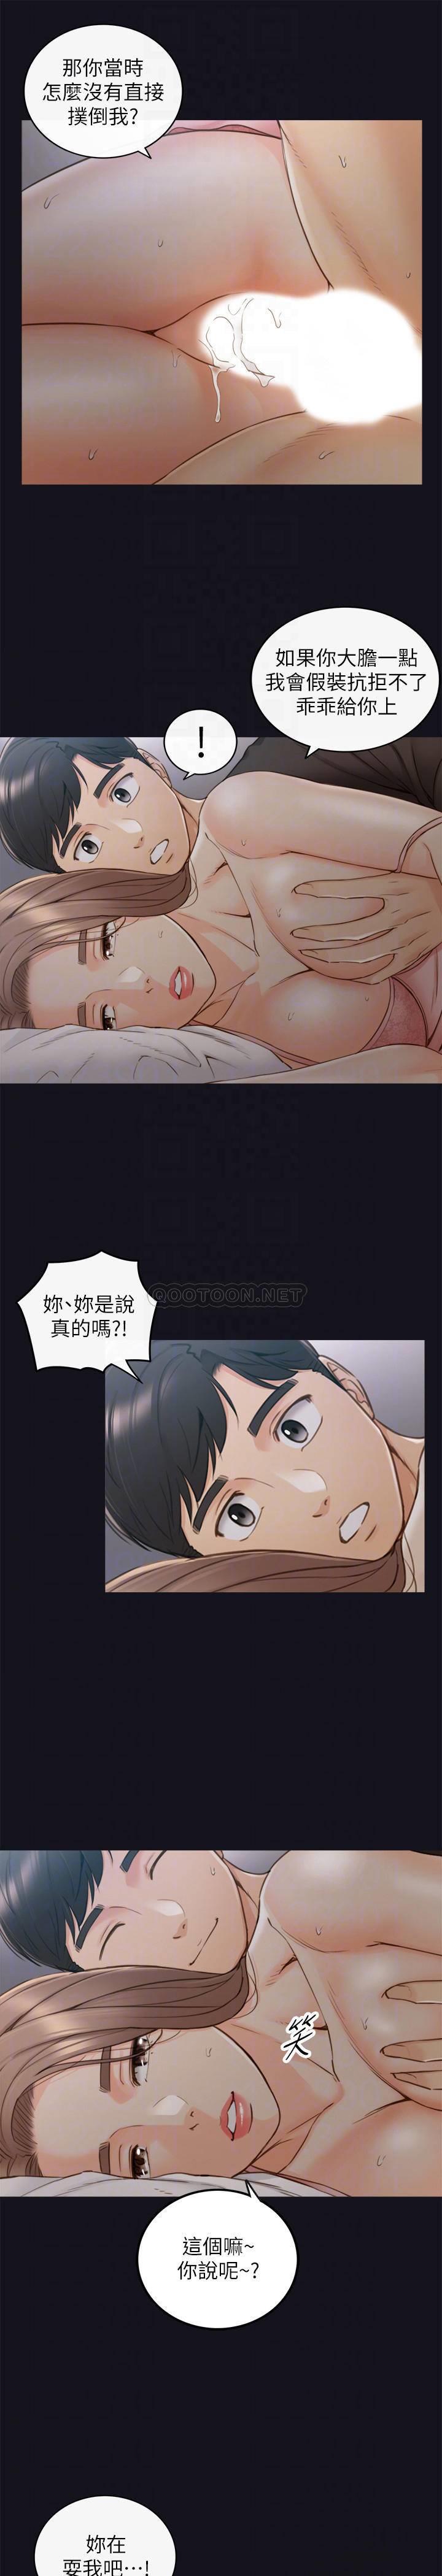 那你當時
怎麼沒有直接
撲倒我?
如果你大膽一點
我會假裝抗拒不了
乖乖給你上
!
妳、妳是說
真的嗎?!
QOOTOON.NET
笑
這個嘛~
你說呢~?
妳在
耍我吧…!